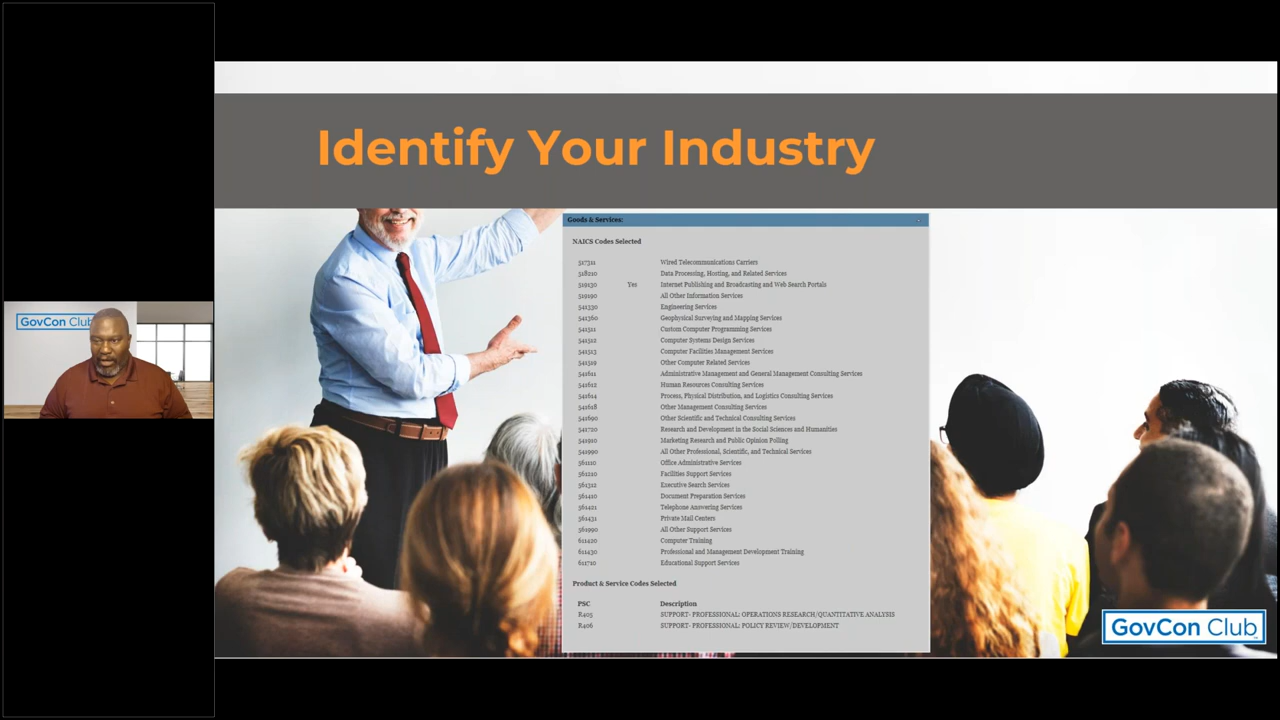 Identify Your Industry
Goods & Services:
NAICS Codes Selected
517311 Wired Telecommunications Carriers
518210 Data Processing, Hosting, and Related Services
519130 Yes Internet Publishing and Broadcasting and Web Search Portals
519190 All Other Information Services
541330 Engineering Services
541360 Geophysical Surveying and Mapping Services
541511 Custom Computer Programming Services
541512 Computer Systems Design Services
541513 Computer Facilities Management Services
541519 Other Computer Related Services
541611 Administrative Management and General Management Consulting Services
541612 Human Resources Consulting Services
541614 Process, Physical Distribution, and Logistics Consulting Services
541618 Other Management Consulting Services
541690 Other Scientific and Technical Consulting Services
541720 Research and Development in the Social Sciences and Humanities
541910 Marketing Research and Public Opinion Polling
541990 All Other Professional, Scientific, and Technical Services
561110 Office Administrative Services
561210 Facilities Support Services
561312 Executive Search Services
561410 Document Preparation Services
561421 Telephone Answering Services
561431 Private Mail Centers
561990 All Other Support Services
611420 Computer Training
611430 Professional and Management Development Training
611710 Educational Support Services
Product & Service Codes Selected
PSC Description
R405 SUPPORT- PROFESSIONAL: OPERATIONS RESEARCH/QUANTITATIVE ANALYSIS
R406 SUPPORT- PROFESSIONAL: POLICY REVIEW/DEVELOPMENT
GovCon Club
GovCon Club